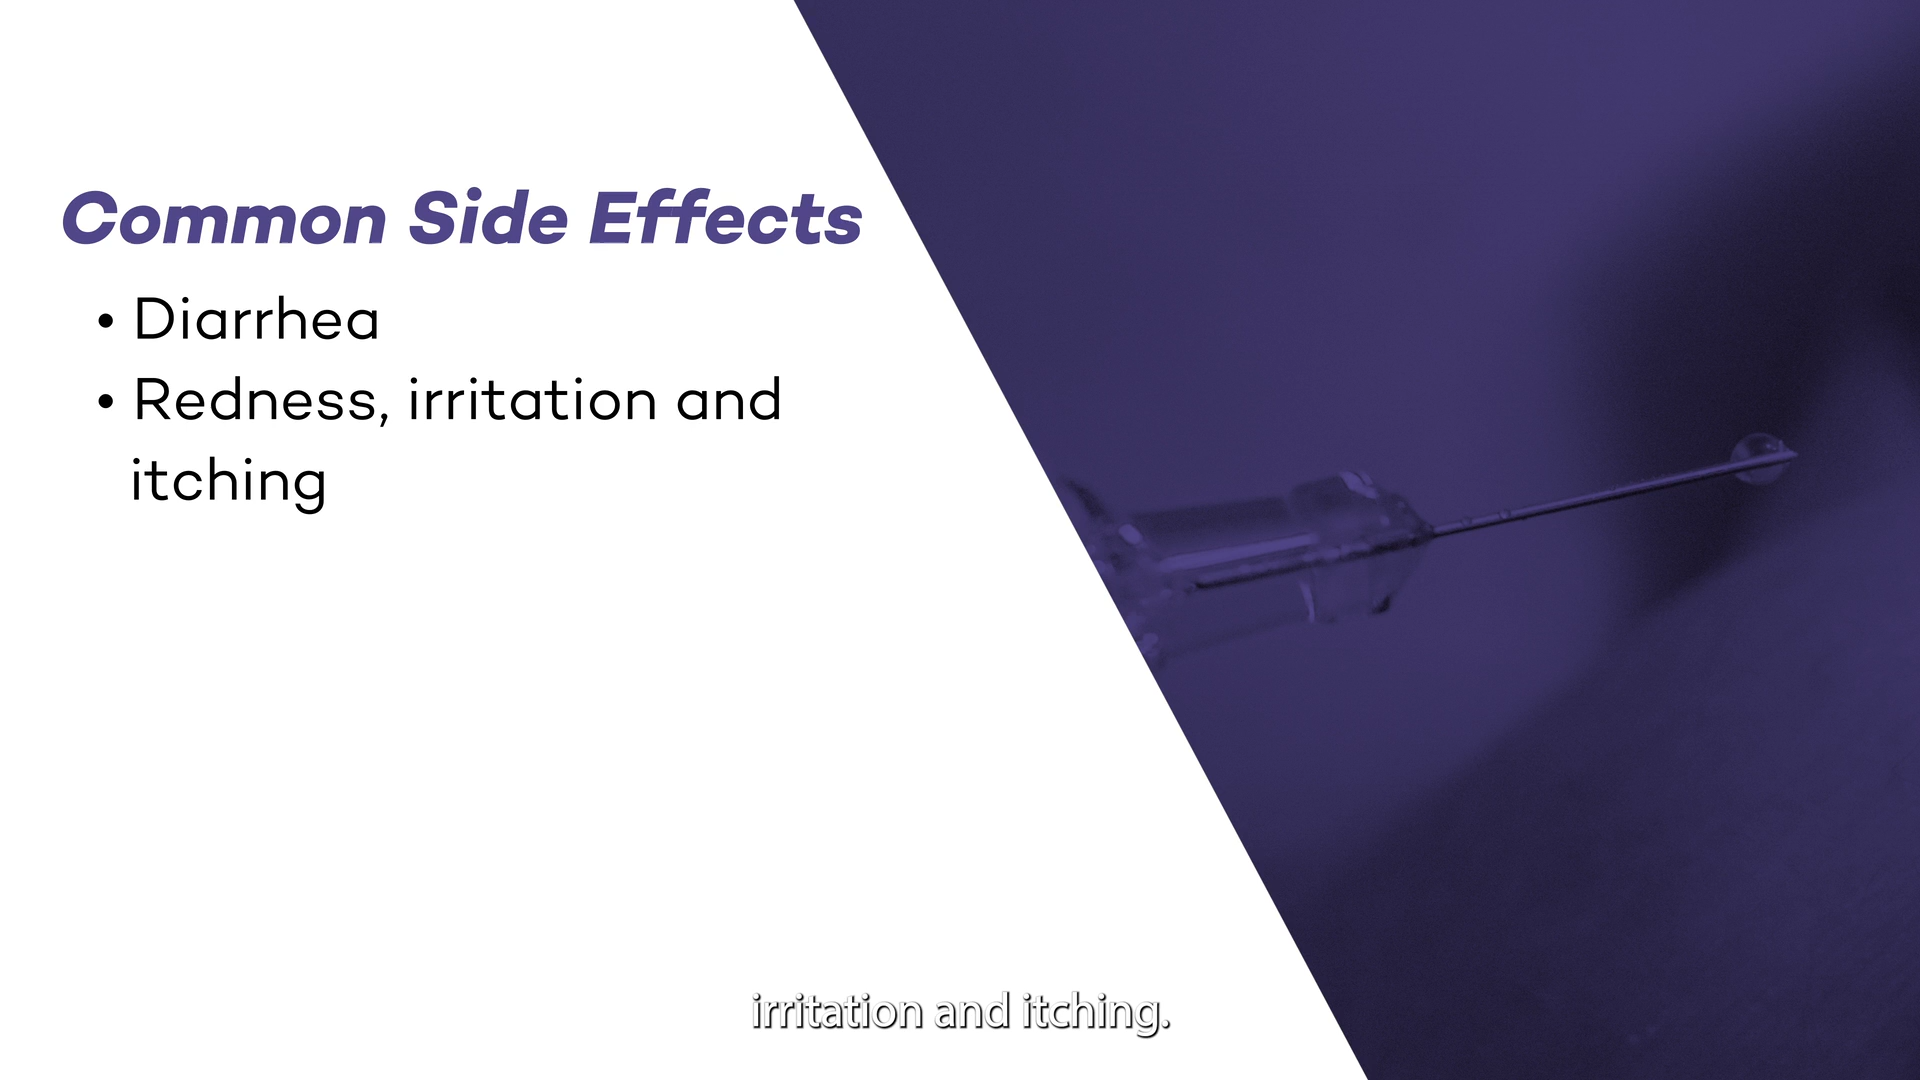 Common Side Effects
• Diarrhea
• Redness, irritation and
itching
irritation and itching.